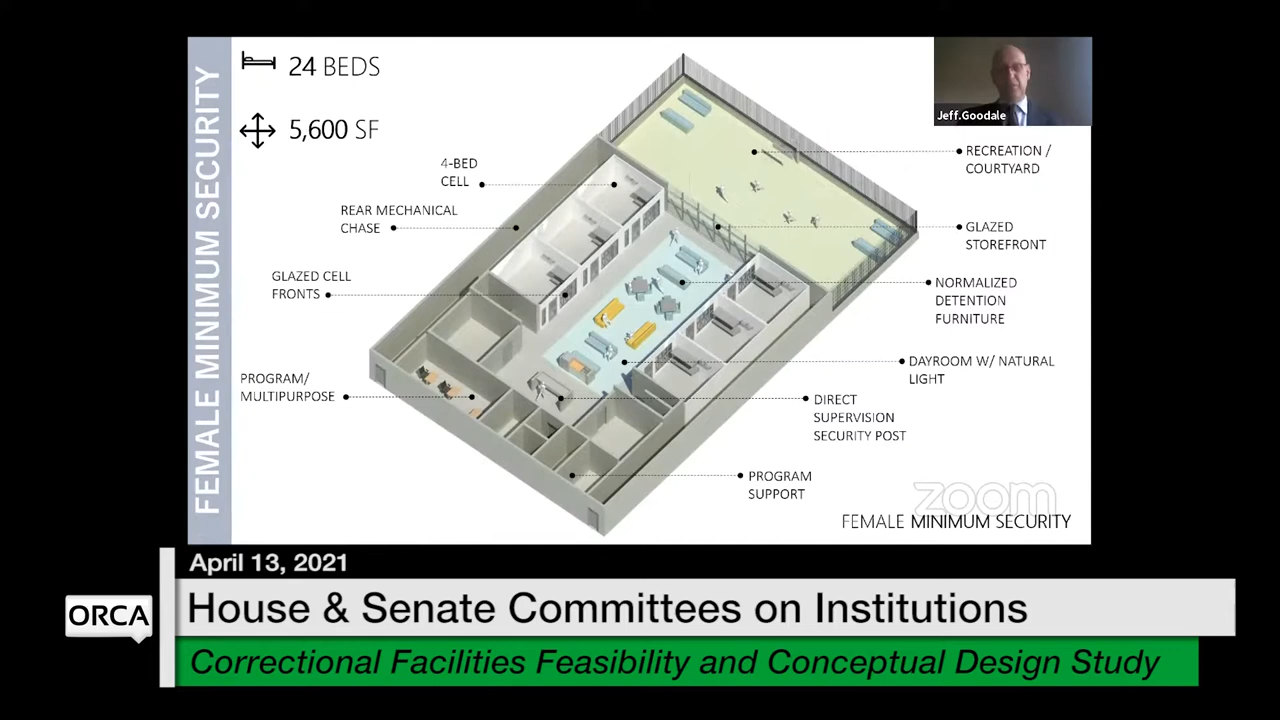 FEMALE MINIMUM SECURITY
24 BEDS
5,600 SF
Jeff.Goodale
4-BED
CELL
REAR MECHANICAL
CHASE
GLAZED CELL
FRONTS
PROGRAM/
MULTIPURPOSE
RECREATION /
COURTYARD
GLAZED
STOREFRONT
NORMALIZED
DETENTION
FURNITURE
DAYROOM W/ NATURAL
LIGHT
DIRECT
SUPERVISION
SECURITY POST
PROGRAM
SUPPORT
zoom
FEMALE MINIMUM SECURITY
April 13, 2021
ORCA
House & Senate Committees on Institutions
Correctional Facilities Feasibility and Conceptual Design Study